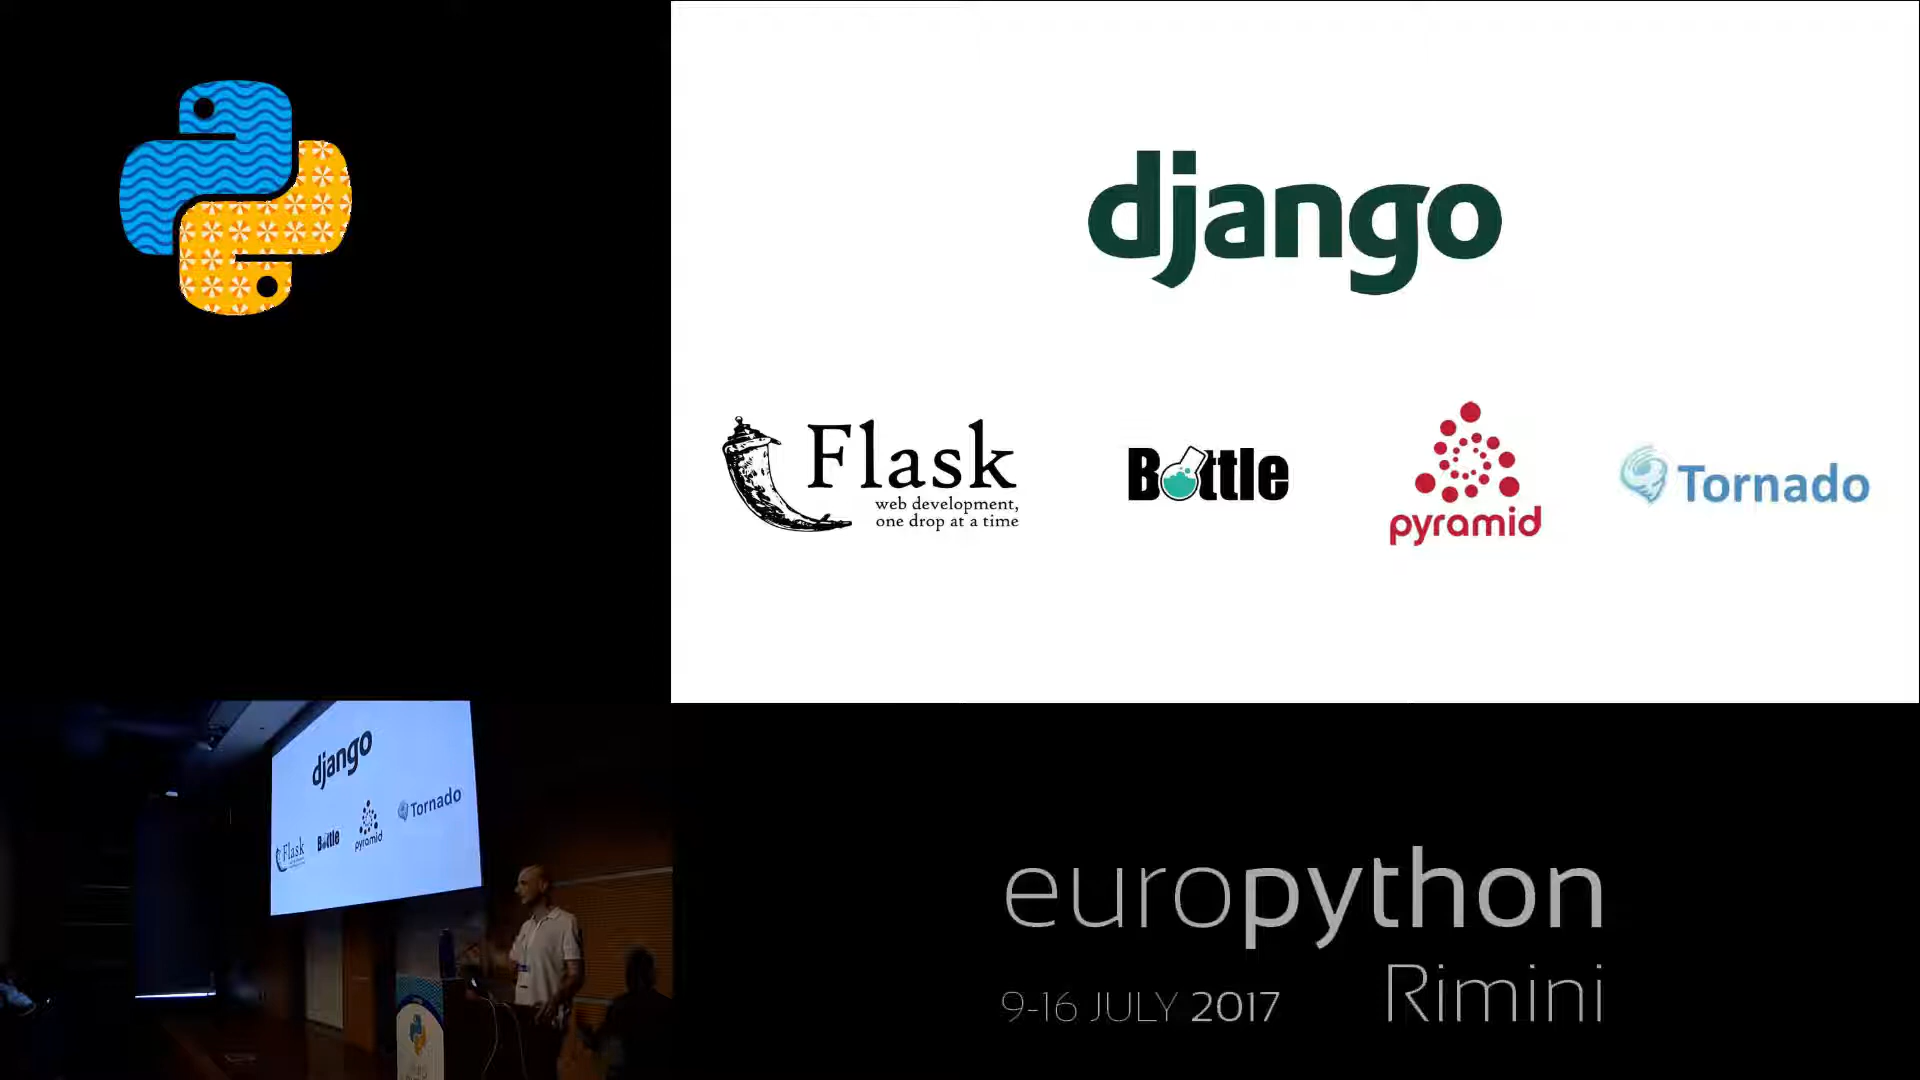 django
Flask
web development,
one drop at a time
Bottle
pyramid
Tornado
django
Flask
Bottle
pyramid
Tornado
europython
Rimini
9-16 JULY 2017